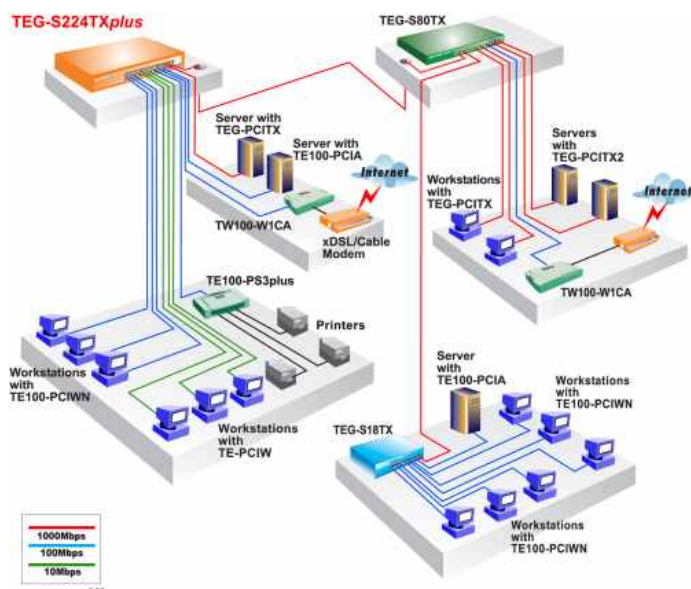 TEG-S224TXplus
TEG-S80TX
Server with
TEG-PCITX
Server with
TE100-PCIA
Internet
TW100-W1CA
xDSL/Cable
Modem
Servers
with
TEG-PCITX2
Workstations
with
TEG-PCITX
Internet
TW100-W1CA
TE100-PS3plus
Printers
Workstations
with
TE100-PCIWN
Workstations
with
TE-PCIW
Server
with
TE100-PCIA
Workstations
with
TE100-PCIWN
TEG-S18TX
Workstations
with
TE100-PCIWN
1000Mbps
100Mbps
10Mbps